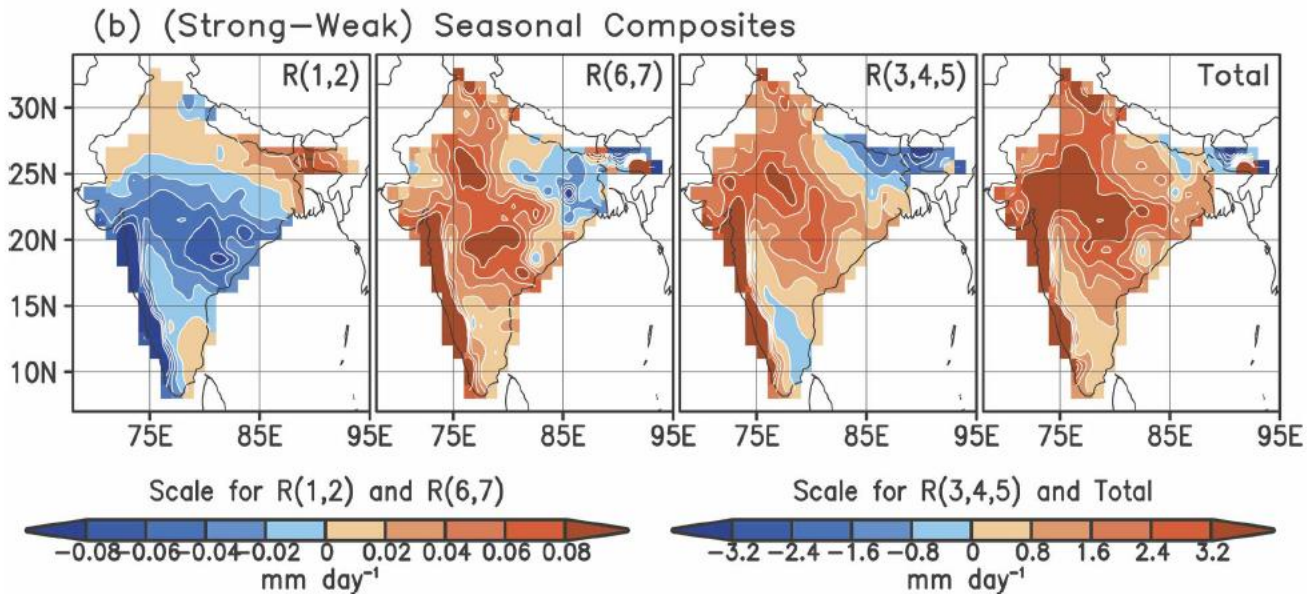 (b) (Strong−Weak) Seasonal Composites
R(1,2) R(6,7) R(3,4,5) Total
30N
25N
20N
15N
10N
75E 85E 95E 75E 85E 95E 75E 85E 95E 75E 85E 95E
Scale for R(1,2) and R(6,7) Scale for R(3,4,5) and Total
−0.08 −0.06 −0.04 −0.02 0 0.02 0.04 0.06 0.08 −3.2 −2.4 −1.6 −0.8 0 0.8 1.6 2.4 3.2
mm day⁻¹ mm day⁻¹